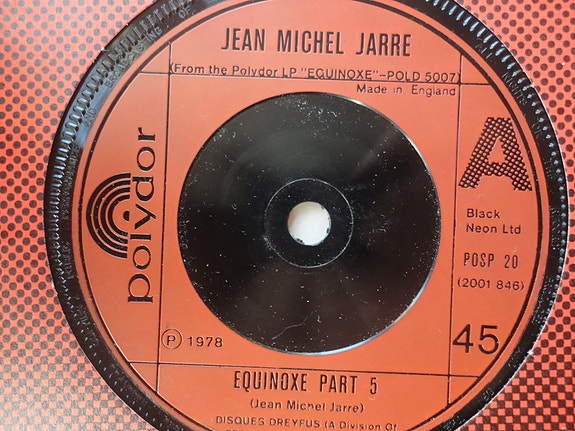 JEAN MICHEL JARRE
(From the Polydor LP "EQUINOXE"-POLD 5007)
Made in England
A
polydor
Black
Neon Ltd
POSP 20
(2001 846)
Ⓟ 1978
45
EQUINOXE PART 5
(Jean Michel Jarre)
DISQUES DREYFUS (A Division Of